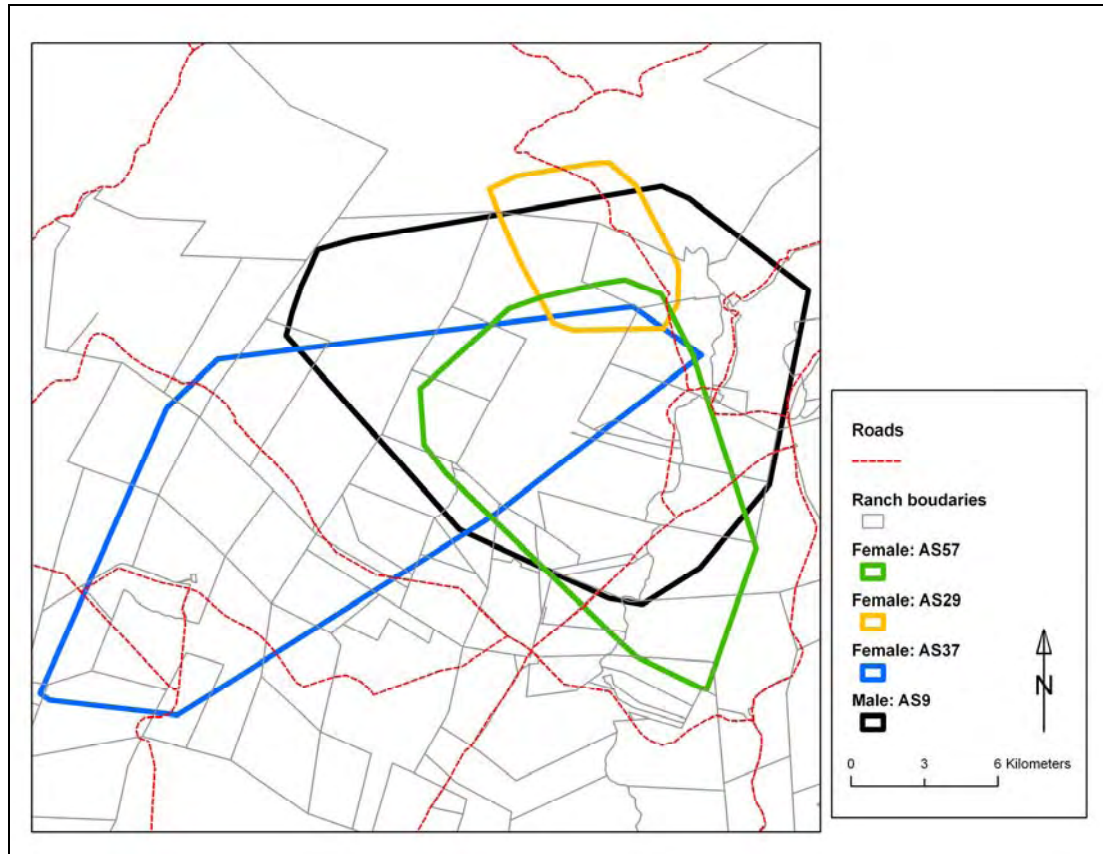 Roads
Ranch boudaries
Female: AS57
Female: AS29
Female: AS37
Male: AS9
N
0 3 6 Kilometers